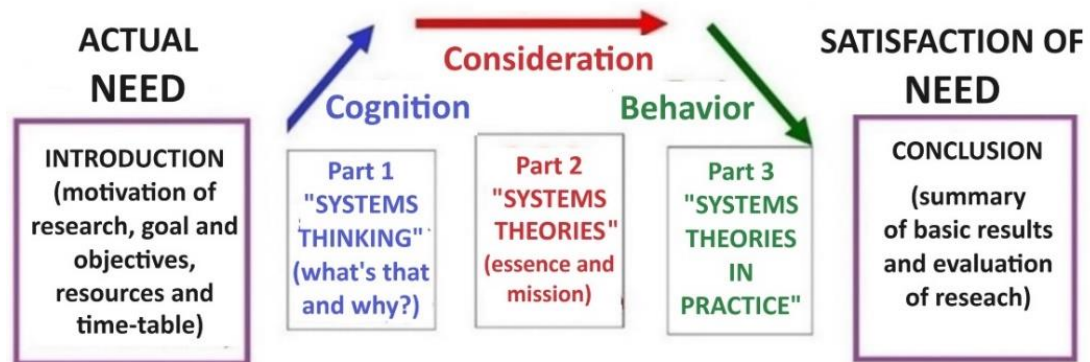 ACTUAL
NEED
INTRODUCTION
(motivation of
research, goal and
objectives,
resources and
time-table)
Cognition
Consideration
Behavior
Part 1
"SYSTEMS
THINKING"
(what's that
and why?)
Part 2
"SYSTEMS
THEORIES"
(essence and
mission)
Part 3
"SYSTEMS
THEORIES
IN
PRACTICE"
SATISFACTION OF
NEED
CONCLUSION
(summary
of basic results
and evaluation
of reseach)